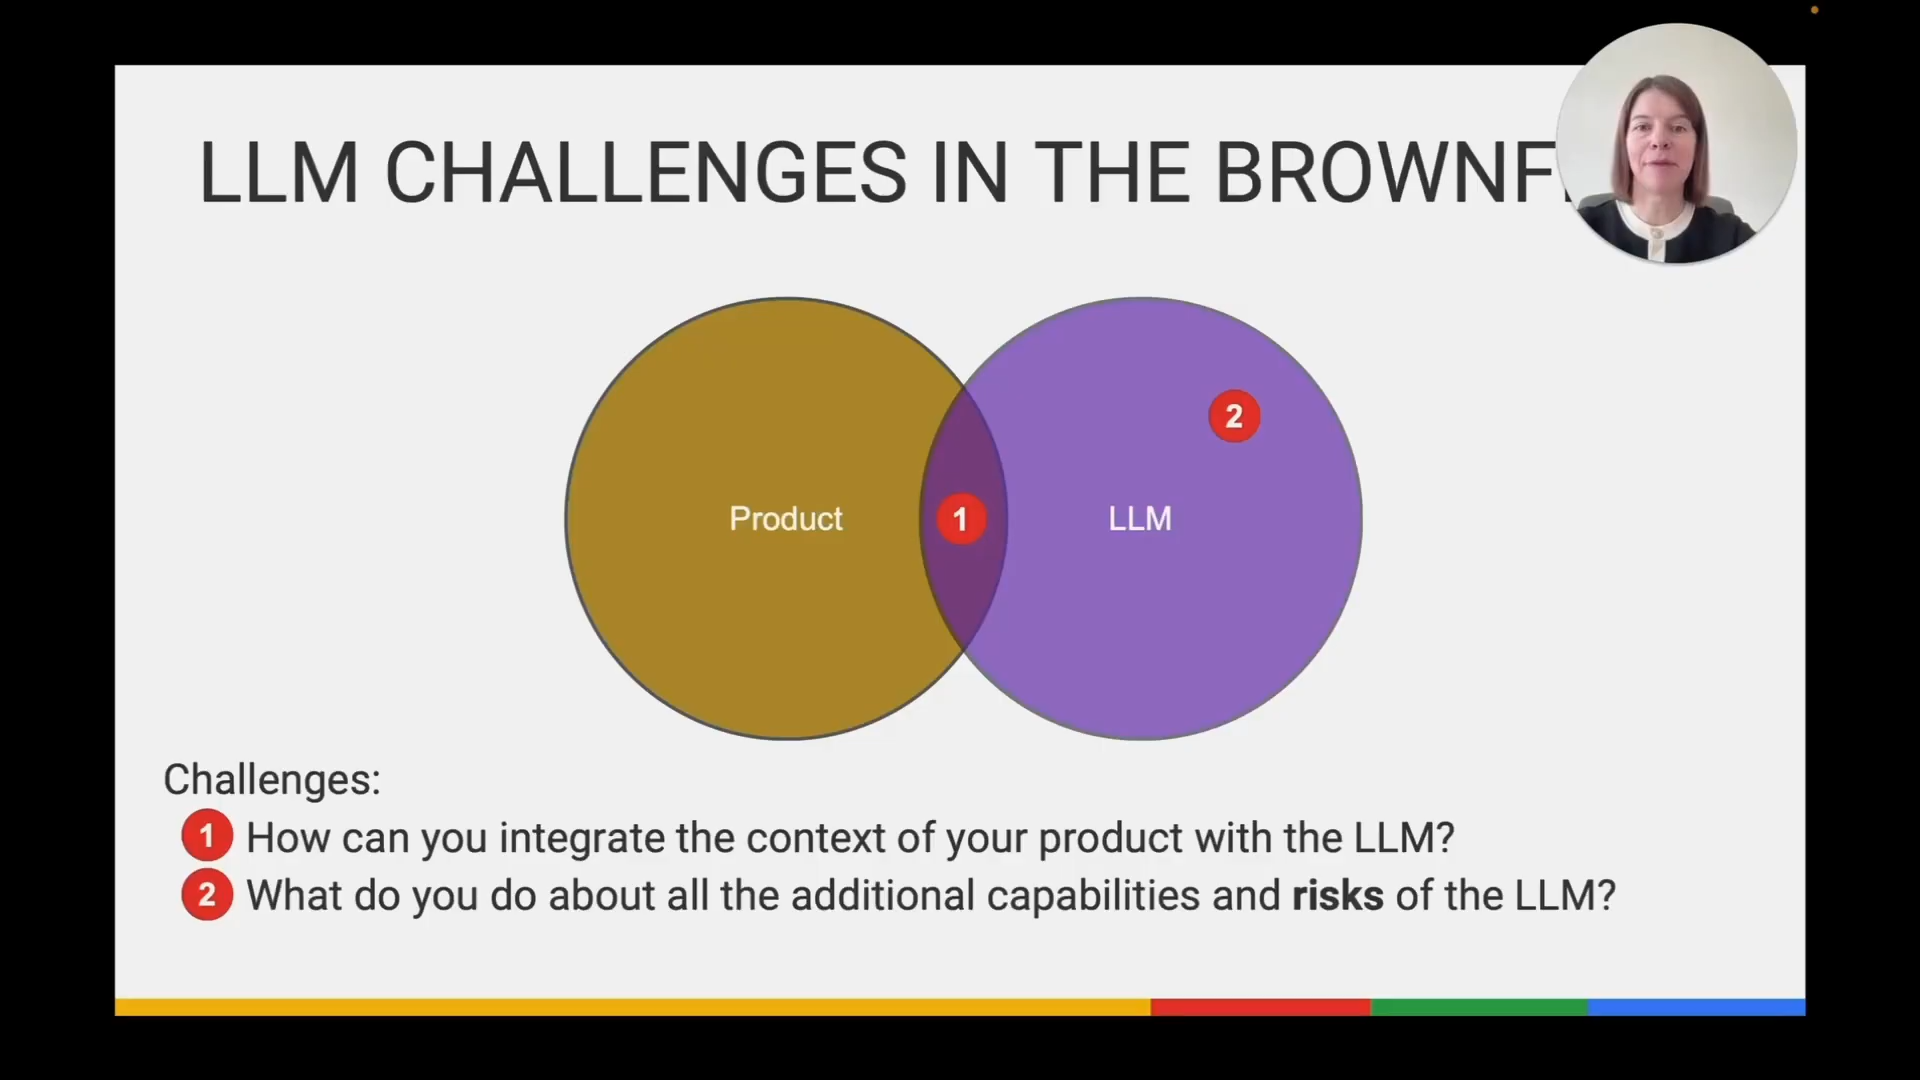 LLM CHALLENGES IN THE BROWNF
Product
1
LLM
2
Challenges:
1 How can you integrate the context of your product with the LLM?
2 What do you do about all the additional capabilities and risks of the LLM?